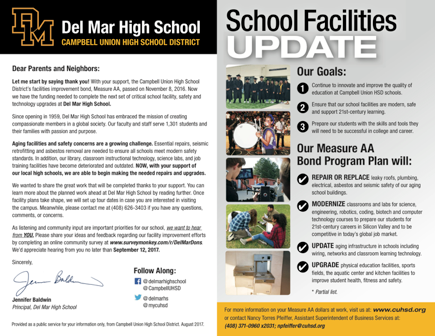 DM
Del Mar High School
CAMPBELL UNION HIGH SCHOOL DISTRICT
Dear Parents and Neighbors:
Let me start by saying thank you! With your support, the Campbell Union High School
District's facilities improvement bond, Measure AA, passed on November 8, 2016. Now
we have the funding needed to complete the next set of critical school facility, safety and
technology upgrades at Del Mar High School.
Since opening in 1959, Del Mar High School has embraced the mission of creating
compassionate members in a global society. Our faculty and staff serve 1,301 students and
their families with passion and purpose.
Aging facilities and safety concerns are a growing challenge. Essential repairs, seismic
retrofitting and asbestos removal are needed to ensure all schools meet modern safety
standards. In addition, our library, classroom instructional technology, science labs, and job
training facilities have become deteriorated and outdated. NOW, with your support of
our local high schools, we are able to begin making the needed repairs and upgrades.
We wanted to share the great work that will be completed thanks to your support. You can
learn more about the planned work ahead at Del Mar High School by reading further. Once
facility plans take shape, we will set up tour dates in case you are interested in visiting
the campus. Meanwhile, please contact me at (408) 626-3403 if you have any questions,
comments, or concerns.
As listening and community input are important priorities for our school, we want to hear
from YOU. Please share your ideas and feedback regarding our facility improvement efforts
by completing an online community survey at www.surveymonkey.com/r/DelMarDons.
We'd appreciate hearing from you no later than September 12, 2017.
Sincerely,
Jennifer Baldwin
Principal, Del Mar High School
Follow Along:
@delmarhighschool
@CampbellUHSD
@delmarhs
@mycuhsd
Provided as a public service for your information only, from Campbell Union High School District. August 2017.
School Facilities
UPDATE
Our Goals:
1 Continue to innovate and improve the quality of
education at Campbell Union HSD schools.
2 Ensure that our school facilities are modern, safe
and support 21st-century learning.
3 Prepare our students with the skills and tools they
will need to be successful in college and career.
Our Measure AA
Bond Program Plan will:
REPAIR OR REPLACE leaky roofs, plumbing,
electrical, asbestos and seismic safety of our aging
school buildings.
MODERNIZE classrooms and labs for science,
engineering, robotics, coding, biotech and computer
technology courses to prepare our students for
21st-century careers in Silicon Valley and to be
competitive in today's global job market.
UPDATE aging infrastructure in schools including
wiring, networks and classroom learning technology.
UPGRADE physical education facilities, sports
fields, the aquatic center and kitchen facilities to
improve student health, fitness and safety.
* Partial list.
For more information on your Measure AA dollars at work, visit us at www.cuhsd.org
or contact Nancy Torres Pfeiffer, Assistant Superintendent of Business Services at:
(408) 371-0960 x2031; npfeiffer@cuhsd.org